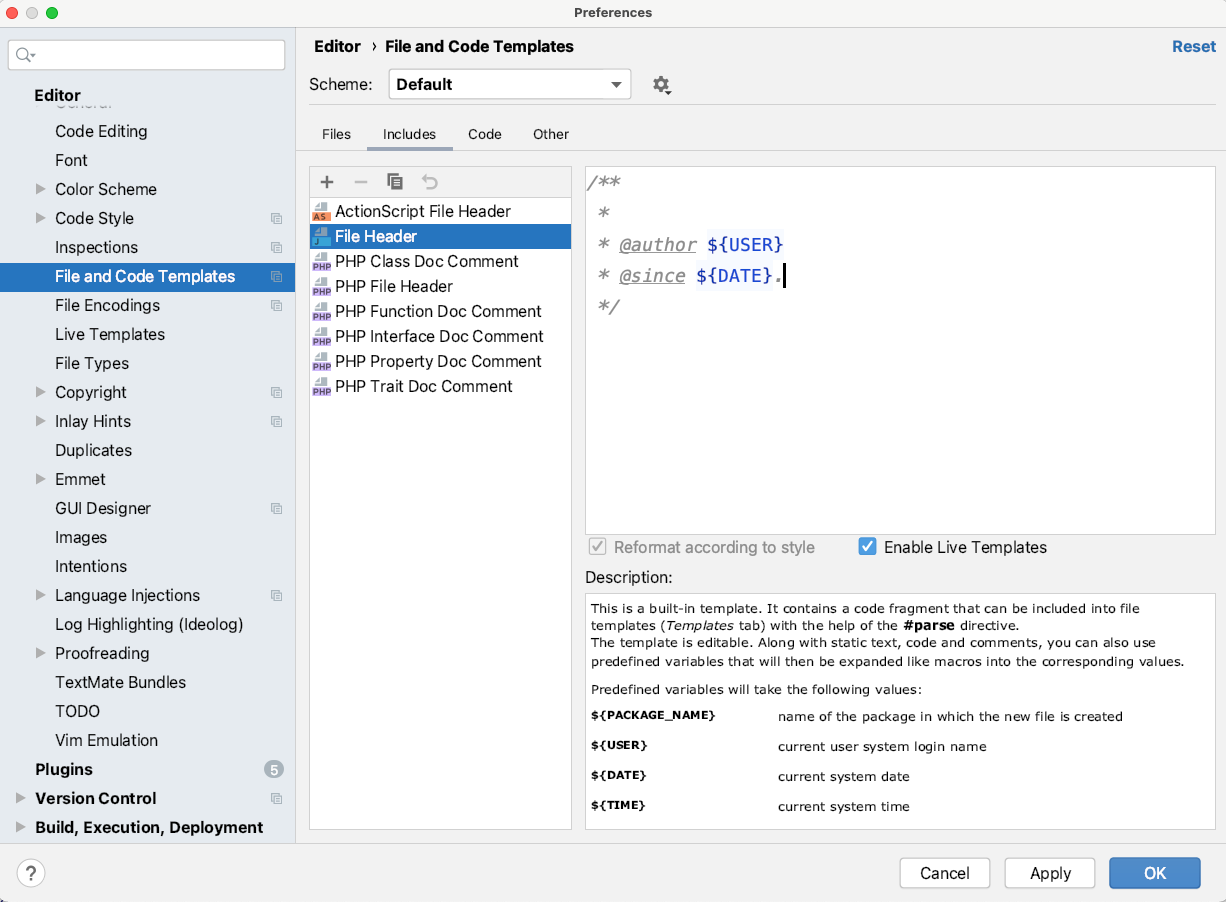 Preferences
Editor
General
Code Editing
Font
Color Scheme
Code Style
Inspections
File and Code Templates
File Encodings
Live Templates
File Types
Copyright
Inlay Hints
Duplicates
Emmet
GUI Designer
Images
Intentions
Language Injections
Log Highlighting (Ideolog)
Proofreading
TextMate Bundles
TODO
Vim Emulation
Plugins 5
Version Control
Build, Execution, Deployment
Editor › File and Code Templates
Reset
Scheme: Default
Files Includes Code Other
AS ActionScript File Header
J File Header
PHP PHP Class Doc Comment
PHP PHP File Header
PHP PHP Function Doc Comment
PHP PHP Interface Doc Comment
PHP PHP Property Doc Comment
PHP PHP Trait Doc Comment
/**
*
* @author ${USER}
* @since ${DATE}.
*/
Reformat according to style Enable Live Templates
Description:
This is a built-in template. It contains a code fragment that can be included into file
templates (Templates tab) with the help of the #parse directive.
The template is editable. Along with static text, code and comments, you can also use
predefined variables that will then be expanded like macros into the corresponding values.
Predefined variables will take the following values:
${PACKAGE_NAME} name of the package in which the new file is created
${USER} current user system login name
${DATE} current system date
${TIME} current system time
? Cancel Apply OK